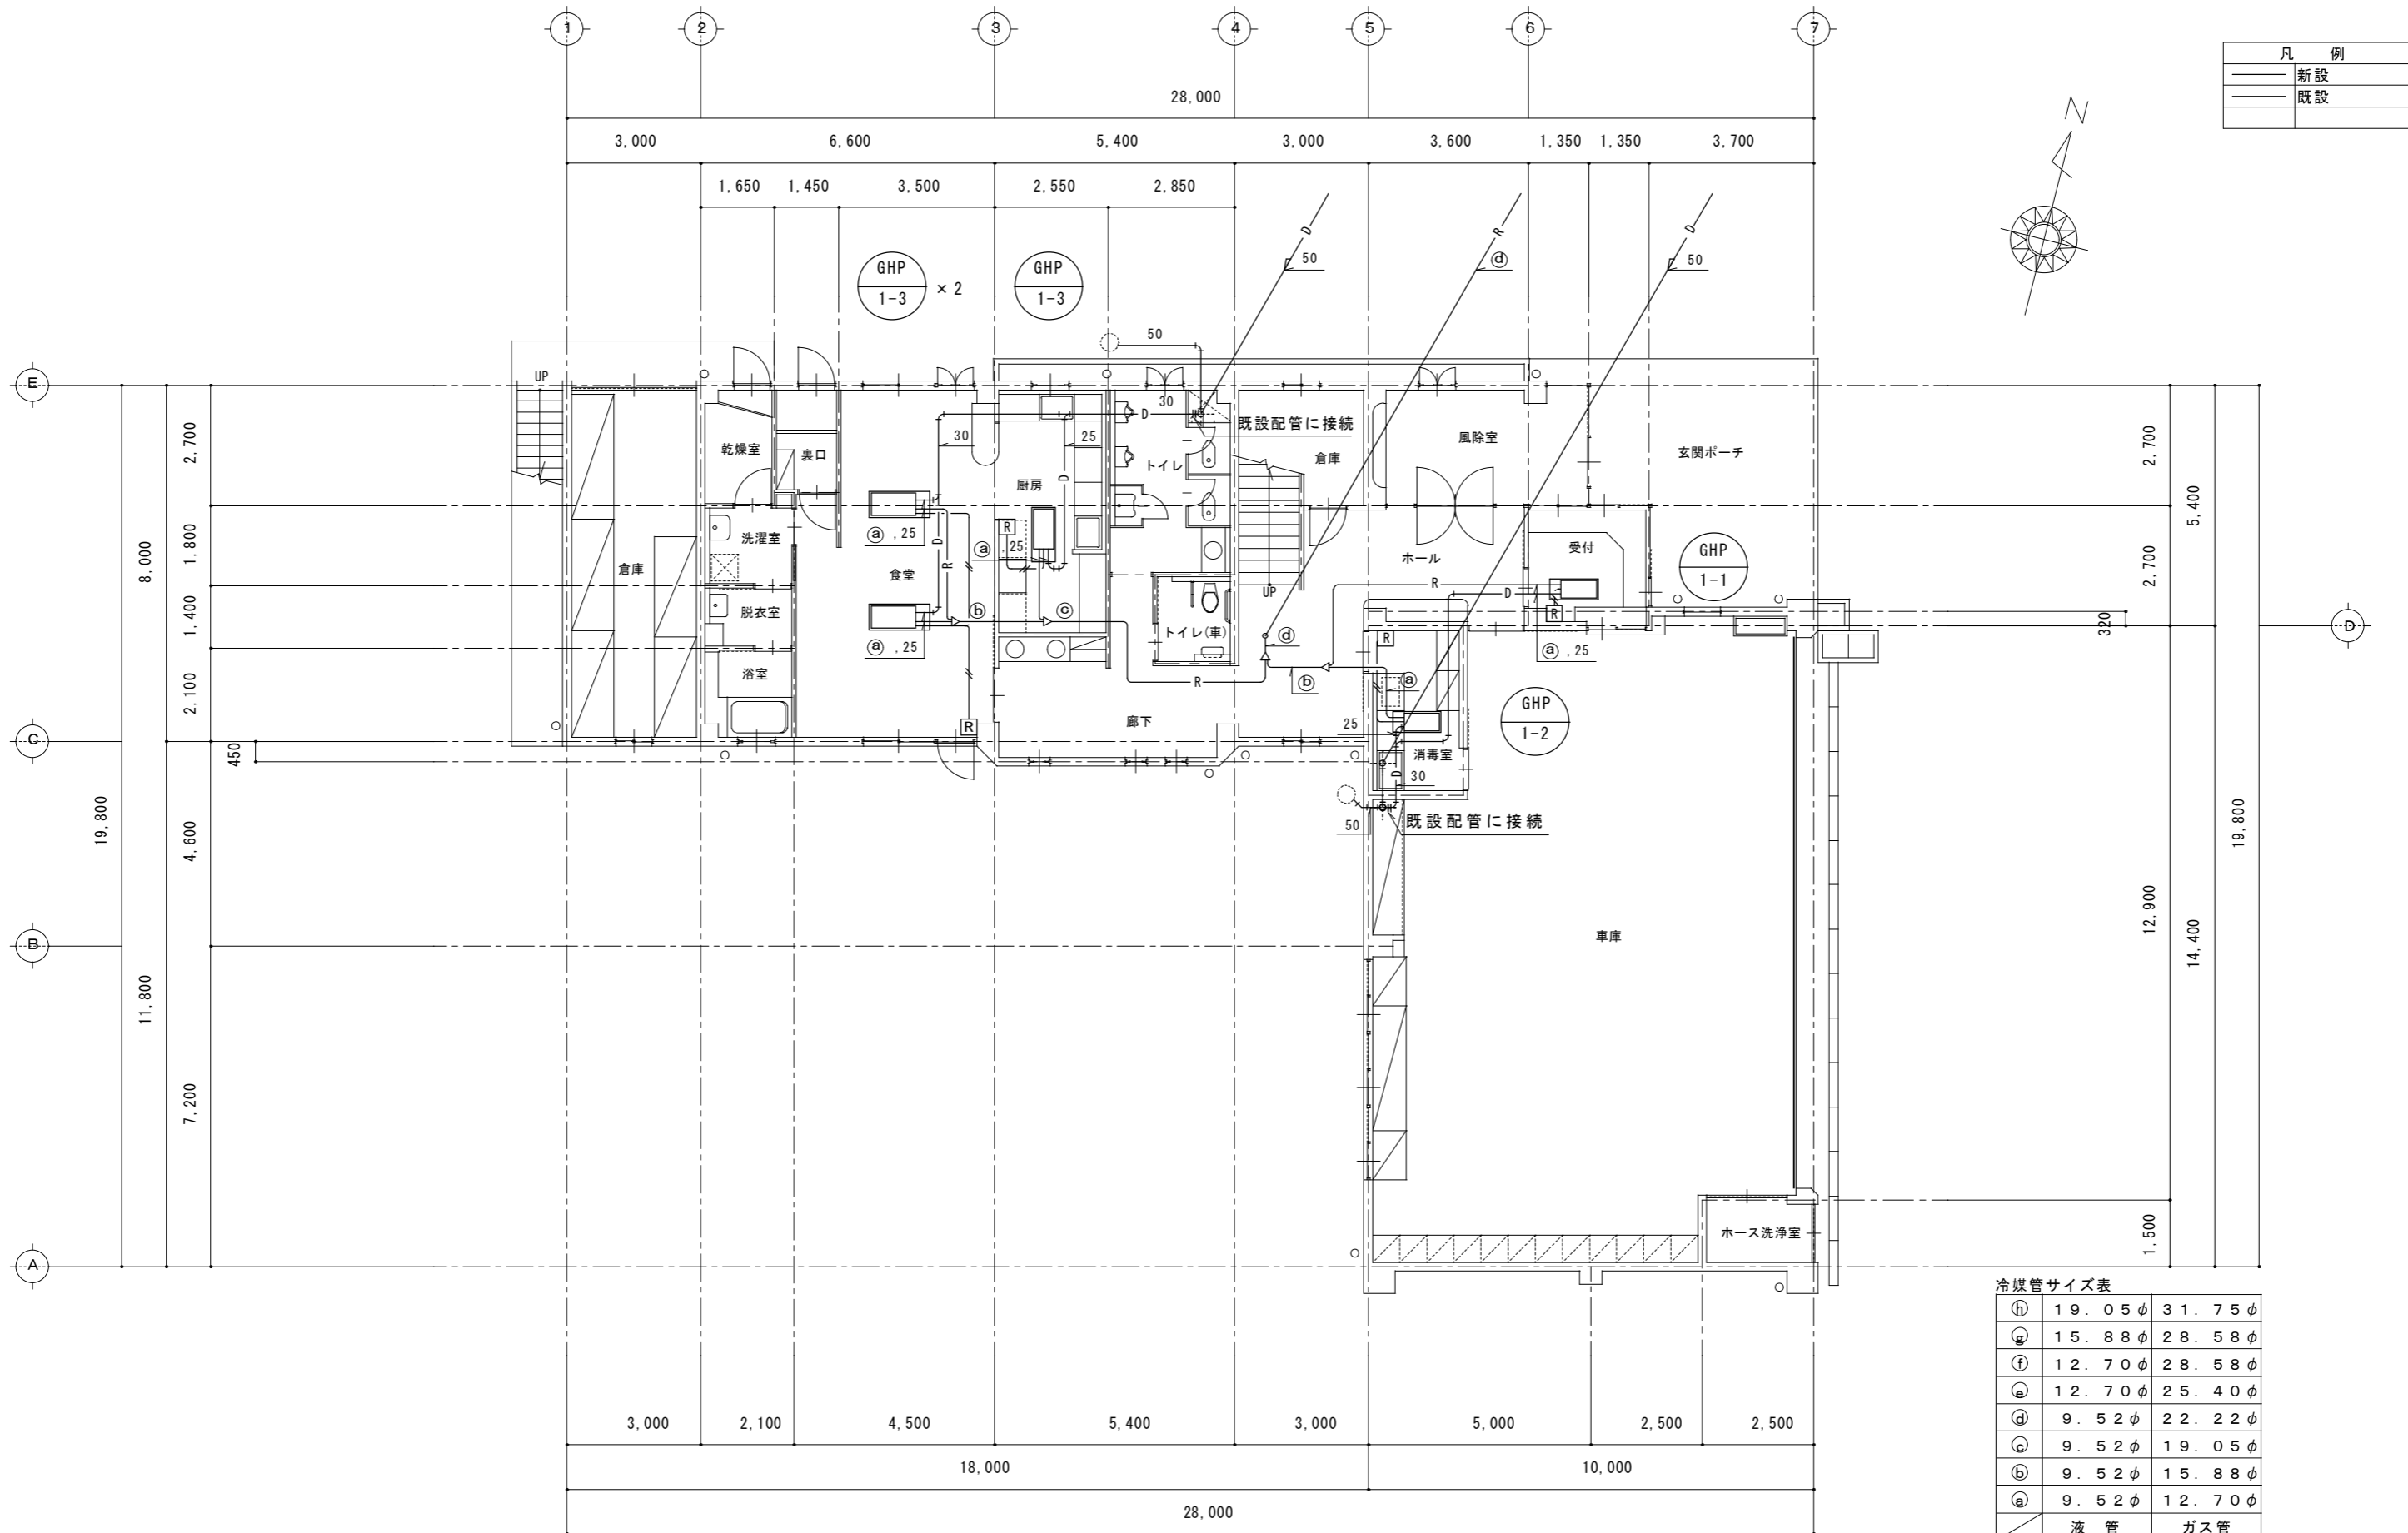 1 2 3 4 5 6 7
凡 例
新設
既設
28,000
3,000 6,600 5,400 3,000 3,600 1,350 1,350 3,700
1,650 1,450 3,500 2,550 2,850
N
D R D
50 ⓓ 50
GHP
1-3
×2
GHP
1-3
50
E
UP
30
D
既設配管に接続
30
25
乾燥室
裏口
厨房
トイレ
倉庫
風除室
玄関ポーチ
D
R
ⓐ ,25
ⓐ ,25
洗濯室
D
R
食堂
倉庫
脱衣室
ホール
受付
GHP
1-1
UP
R
D
R
ⓑ
ⓒ
トイレ(車)
ⓓ
R
ⓐ ,25
ⓐ ,25
浴室
R
ⓑ
ⓐ
GHP
1-2
D
C
R
廊下
25
消毒室
D
30
50
既設配管に接続
B
車庫
ホース洗浄室
A
2,700
1,800
1,400
2,100
450
4,600
7,200
8,000
11,800
19,800
2,700
2,700
320
12,900
1,500
5,400
14,400
19,800
3,000 2,100 4,500 5,400 3,000 5,000 2,500 2,500
18,000 10,000
28,000
冷媒管サイズ表
ⓗ 19.05φ 31.75φ
ⓖ 15.88φ 28.58φ
ⓕ 12.70φ 28.58φ
ⓔ 12.70φ 25.40φ
ⓓ 9.52φ 22.22φ
ⓒ 9.52φ 19.05φ
ⓑ 9.52φ 15.88φ
ⓐ 9.52φ 12.70φ
液 管 ガス管